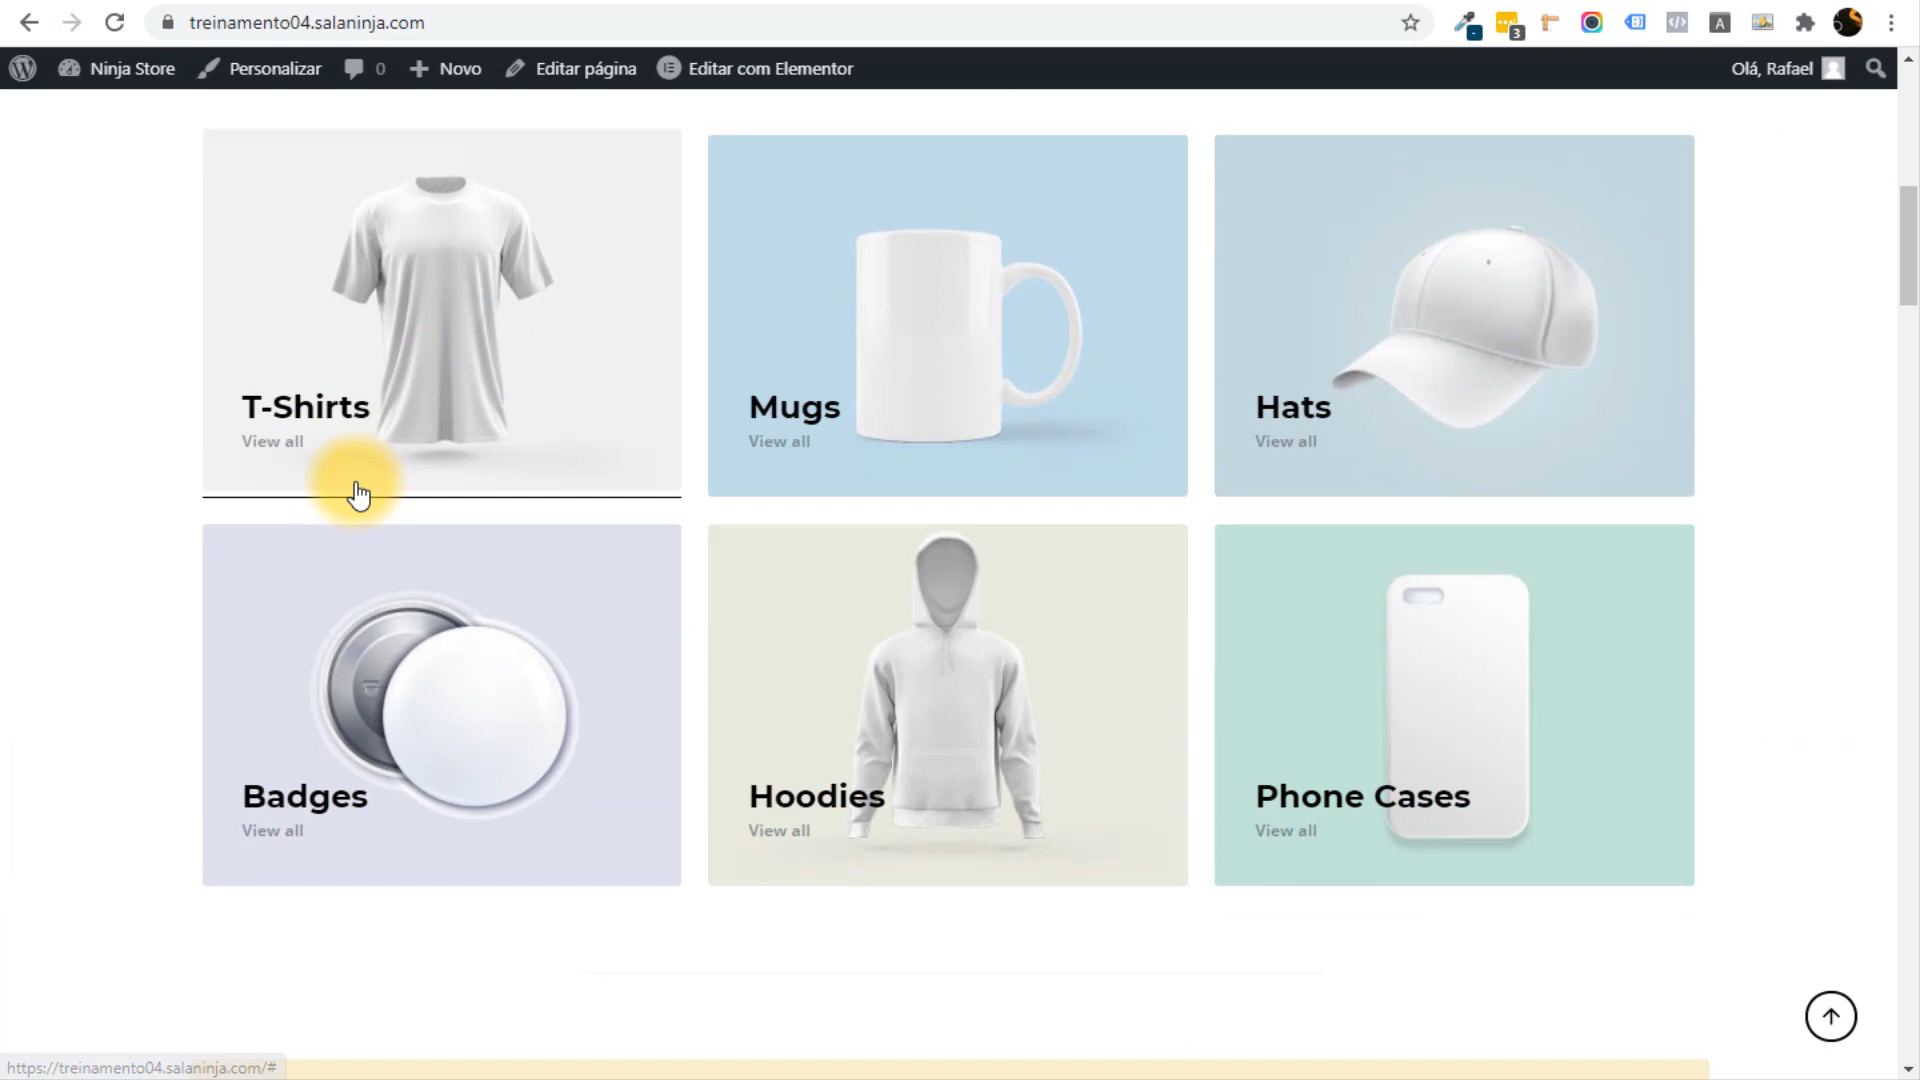 treinamento04.salaninja.com
3
Ninja Store Personalizar 0 Novo Editar página Editar com Elementor Olá, Rafael
T-Shirts
View all
Mugs
View all
Hats
View all
Badges
View all
Hoodies
View all
Phone Cases
View all
https://treinamento04.salaninja.com/#